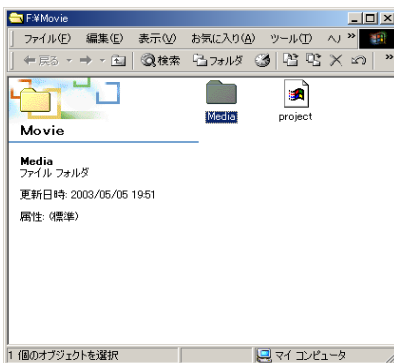 F:¥Movie
ファイル(F) 編集(E) 表示(V) お気に入り(A) ツール(T) ヘ »
戻る 検索 フォルダ »
Movie
Media
ファイル フォルダ
更新日時: 2003/05/05 19:51
属性: (標準)
Media project
1 個のオブジェクトを選択 マイ コンピュータ